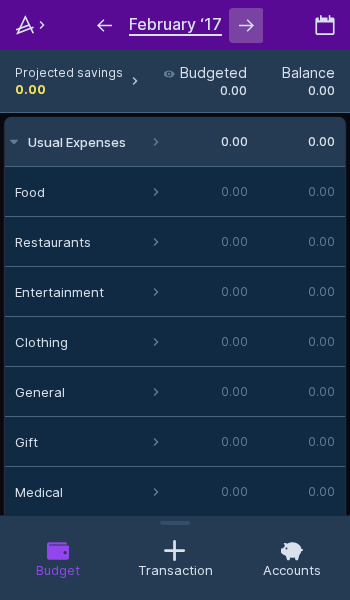 February ‘17
Projected savings Budgeted Balance
0.00 0.00 0.00
Usual Expenses 0.00 0.00
Food 0.00 0.00
Restaurants 0.00 0.00
Entertainment 0.00 0.00
Clothing 0.00 0.00
General 0.00 0.00
Gift 0.00 0.00
Medical 0.00 0.00
Budget Transaction Accounts